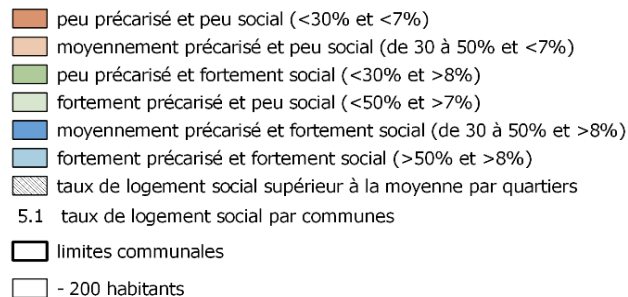 peu précarisé et peu social (<30% et <7%)
moyennement précarisé et peu social (de 30 à 50% et <7%)
peu précarisé et fortement social (<30% et >8%)
fortement précarisé et peu social (<50% et >7%)
moyennement précarisé et fortement social (de 30 à 50% et >8%)
fortement précarisé et fortement social (>50% et >8%)
taux de logement social supérieur à la moyenne par quartiers
5.1 taux de logement social par communes
limites communales
- 200 habitants